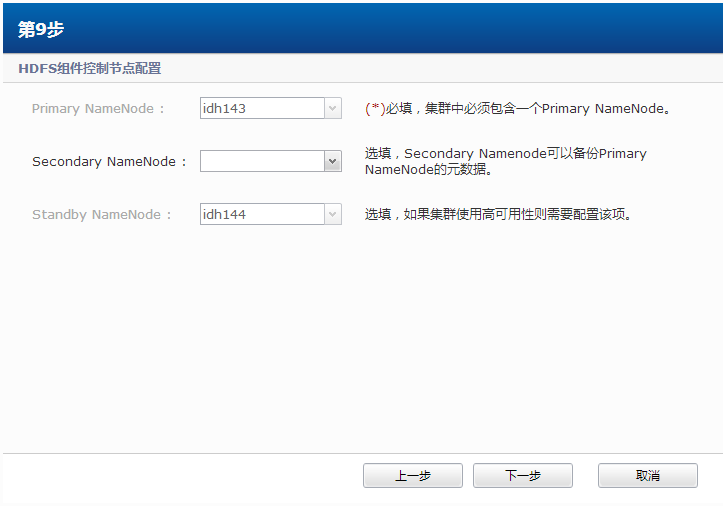 第9步
HDFS组件控制节点配置
Primary NameNode : idh143 (*)必填，集群中必须包含一个Primary NameNode。
Secondary NameNode : 选填，Secondary Namenode可以备份Primary
NameNode的元数据。
Standby NameNode : idh144 选填，如果集群使用高可用性则需要配置该项。
上一步 下一步 取消